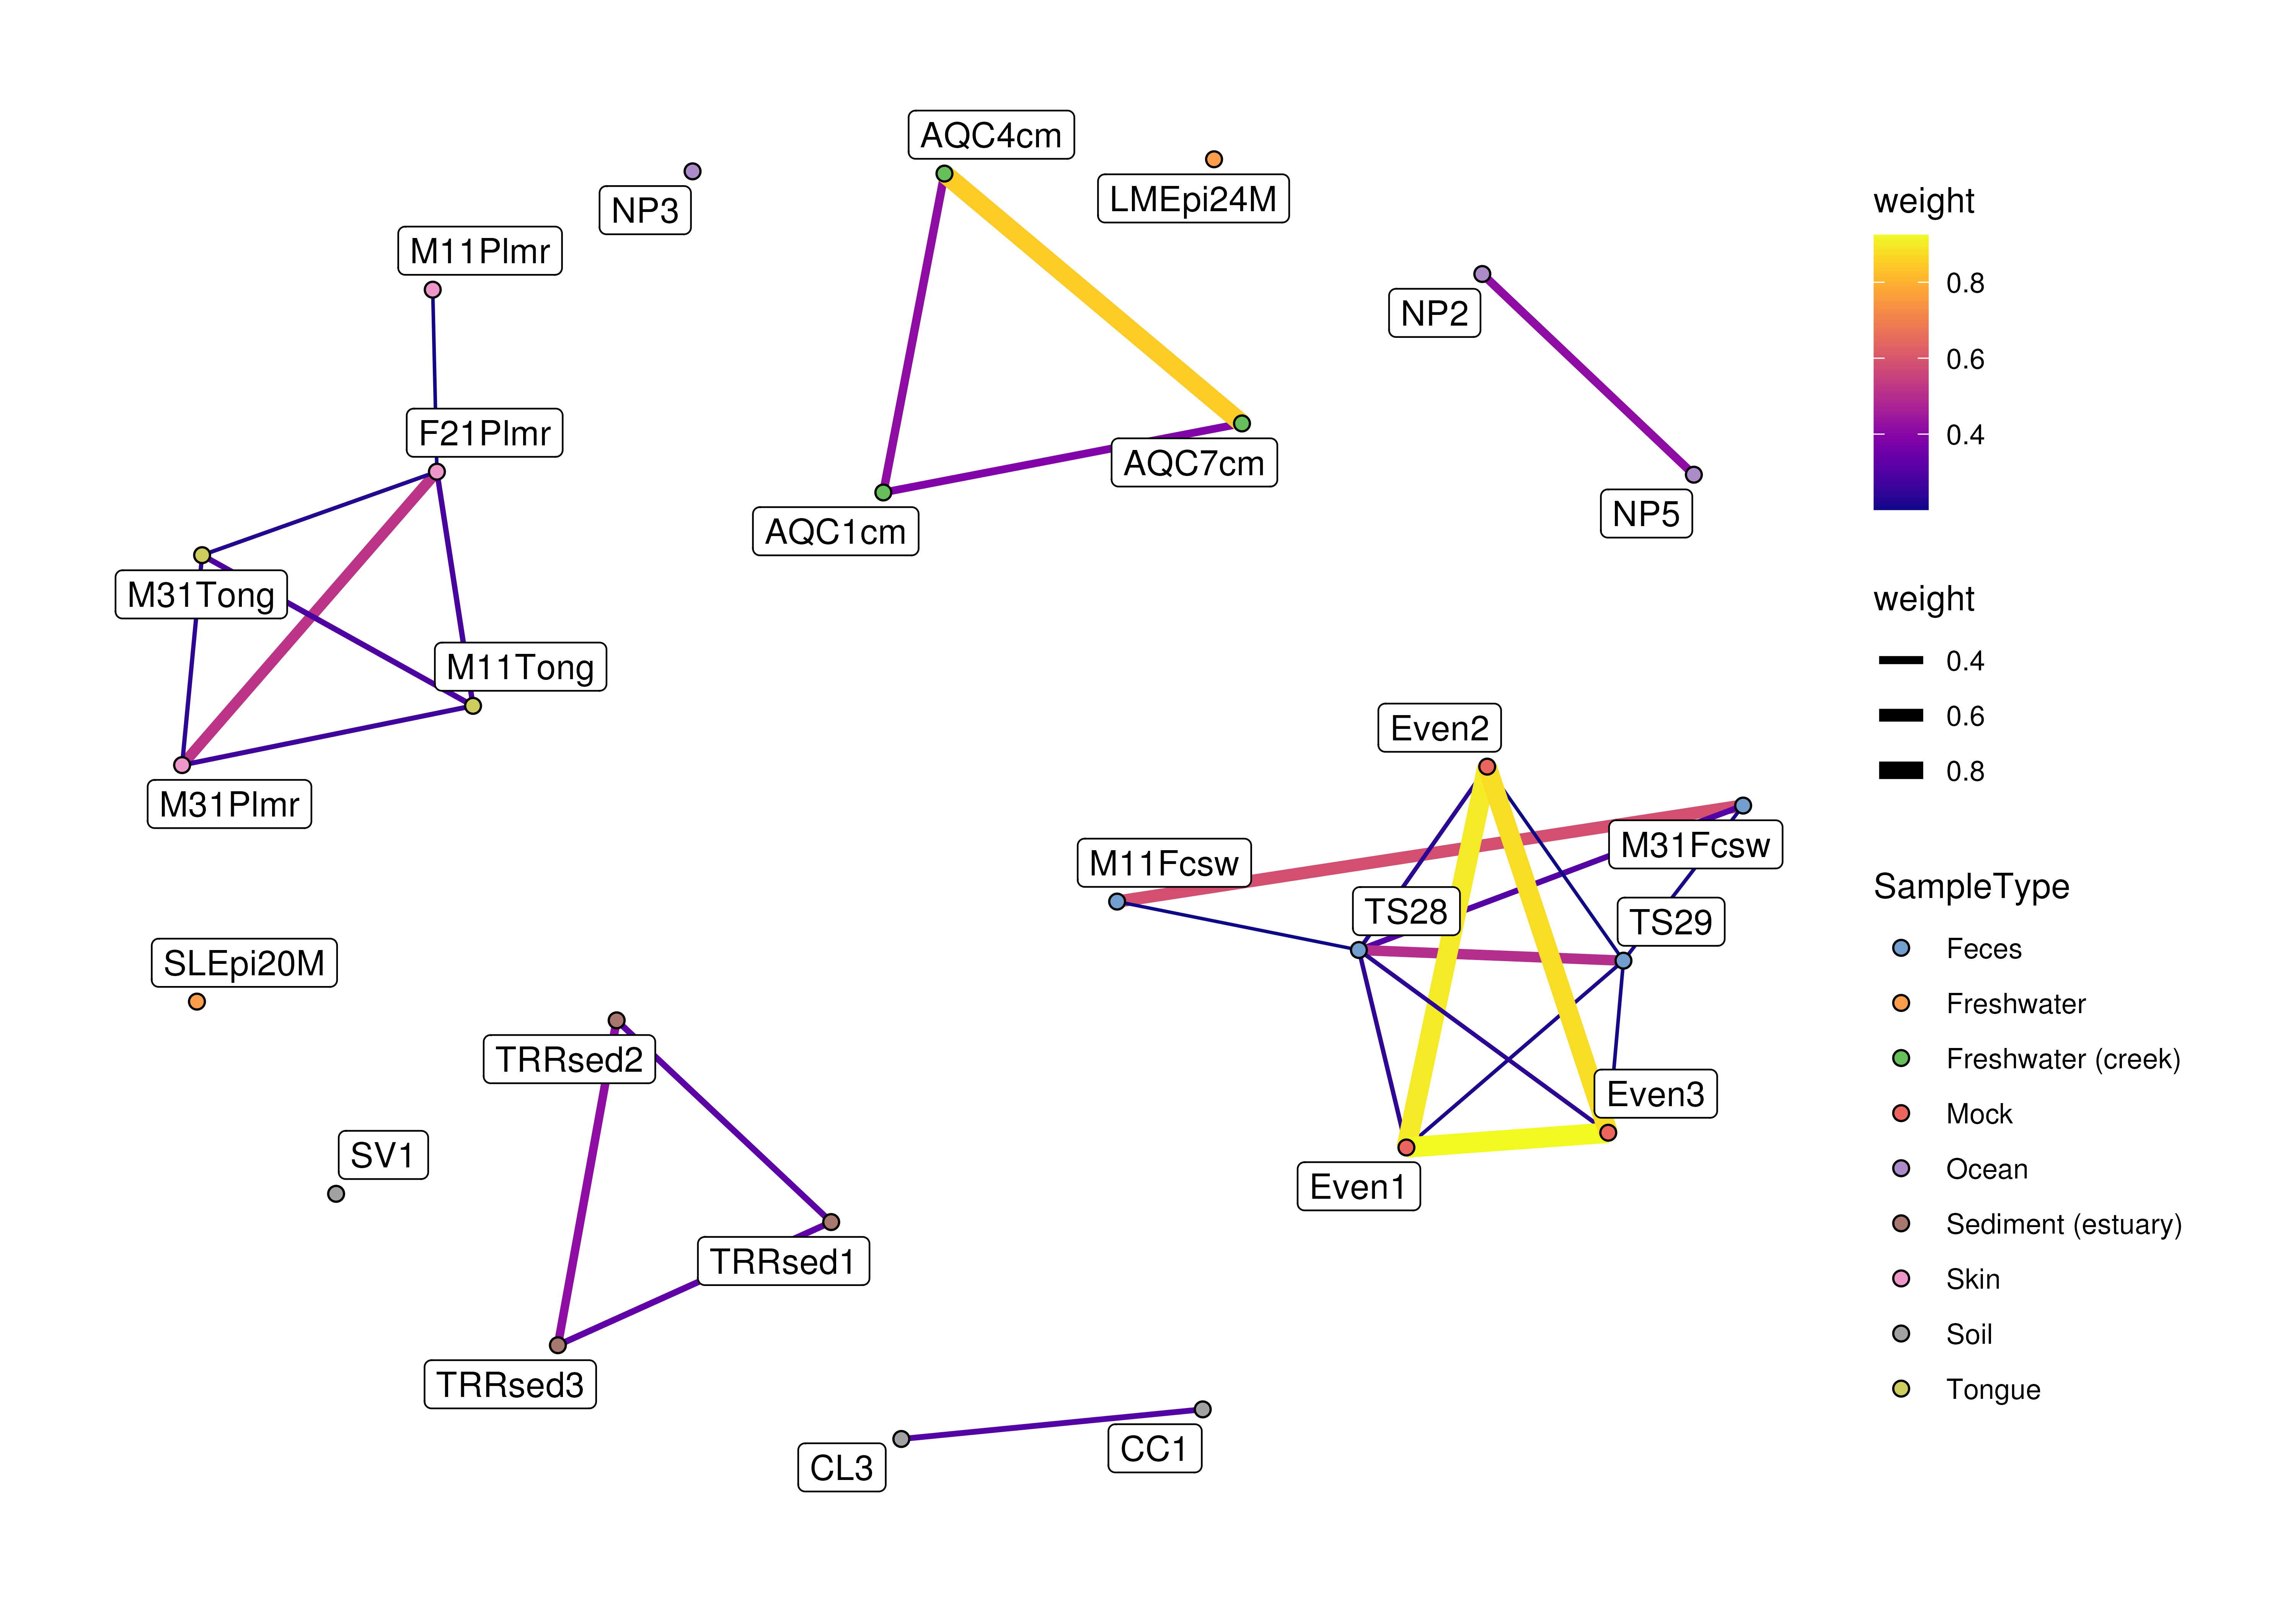 AQC4cm
LMEpi24M
NP3
M11Plmr
NP2
F21Plmr
AQC7cm
AQC1cm
NP5
M31Tong
M11Tong
M31Plmr
Even2
M31Fcsw
M11Fcsw
TS28
TS29
SLEpi20M
TRRsed2
Even3
SV1
Even1
TRRsed1
TRRsed3
CC1
CL3
weight
0.8
0.6
0.4
weight
0.4
0.6
0.8
SampleType
Feces
Freshwater
Freshwater (creek)
Mock
Ocean
Sediment (estuary)
Skin
Soil
Tongue